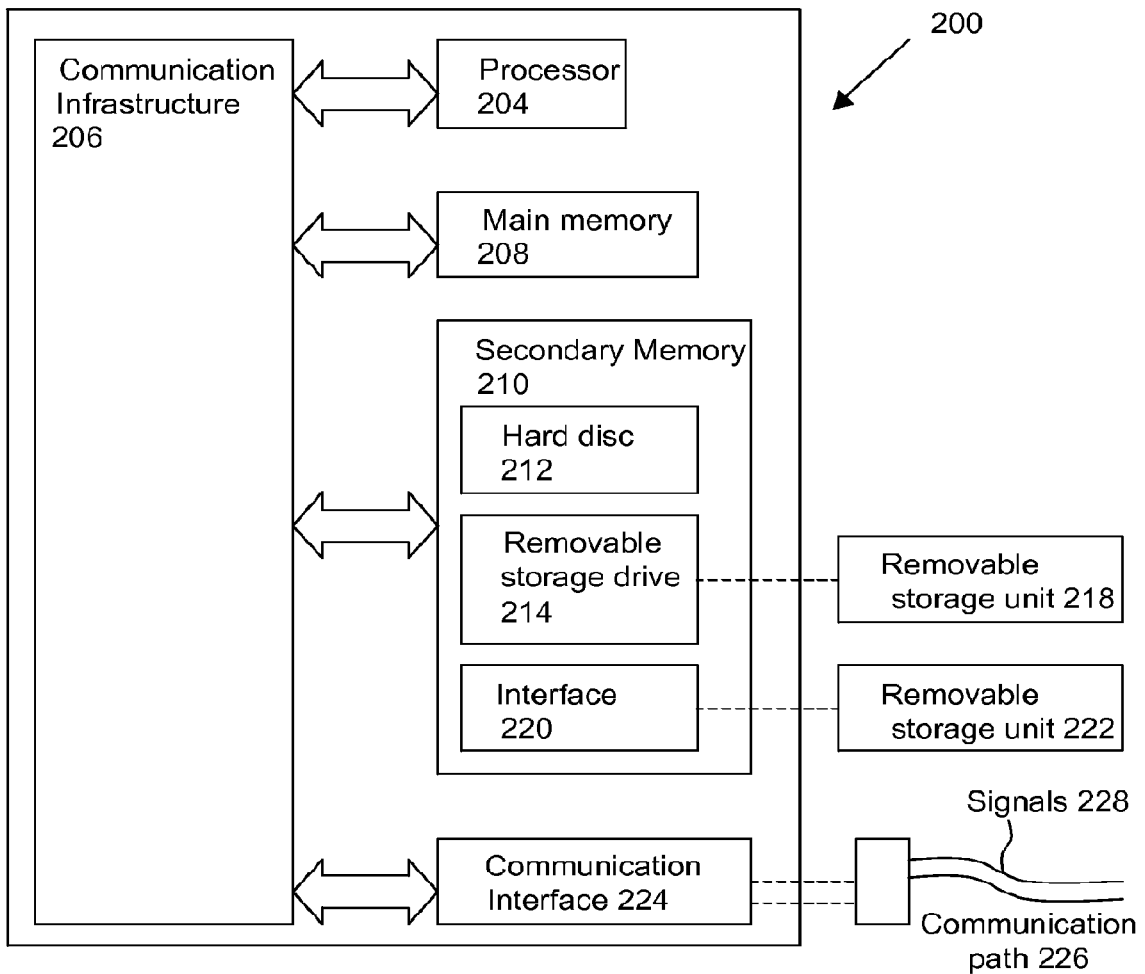 200
Communication
Infrastructure
206
Processor
204
Main memory
208
Secondary Memory
210
Hard disc
212
Removable
storage drive
214
Removable
storage unit 218
Interface
220
Removable
storage unit 222
Signals 228
Communication
Interface 224
Communication
path 226